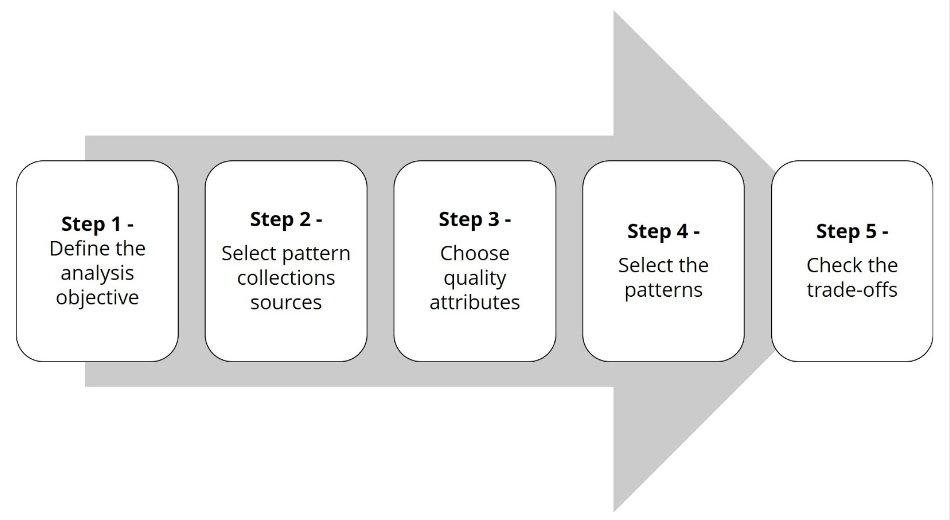 Step 1 -
Define the
analysis
objective
Step 2 -
Select pattern
collections
sources
Step 3 -
Choose
quality
attributes
Step 4 -
Select the
patterns
Step 5 -
Check the
trade-offs